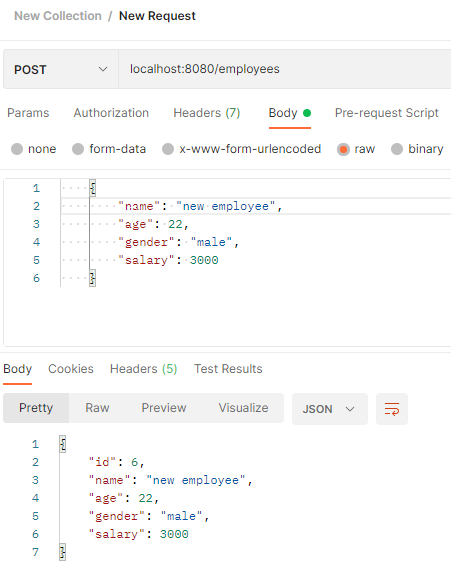 New Collection / New Request
POST localhost:8080/employees
Params Authorization Headers (7) Body Pre-request Script
none form-data x-www-form-urlencoded raw binary
1 {
2 "name": "new employee",
3 "age": 22,
4 "gender": "male",
5 "salary": 3000
6 }
Body Cookies Headers (5) Test Results
Pretty Raw Preview Visualize JSON
1 {
2 "id": 6,
3 "name": "new employee",
4 "age": 22,
5 "gender": "male",
6 "salary": 3000
7 }